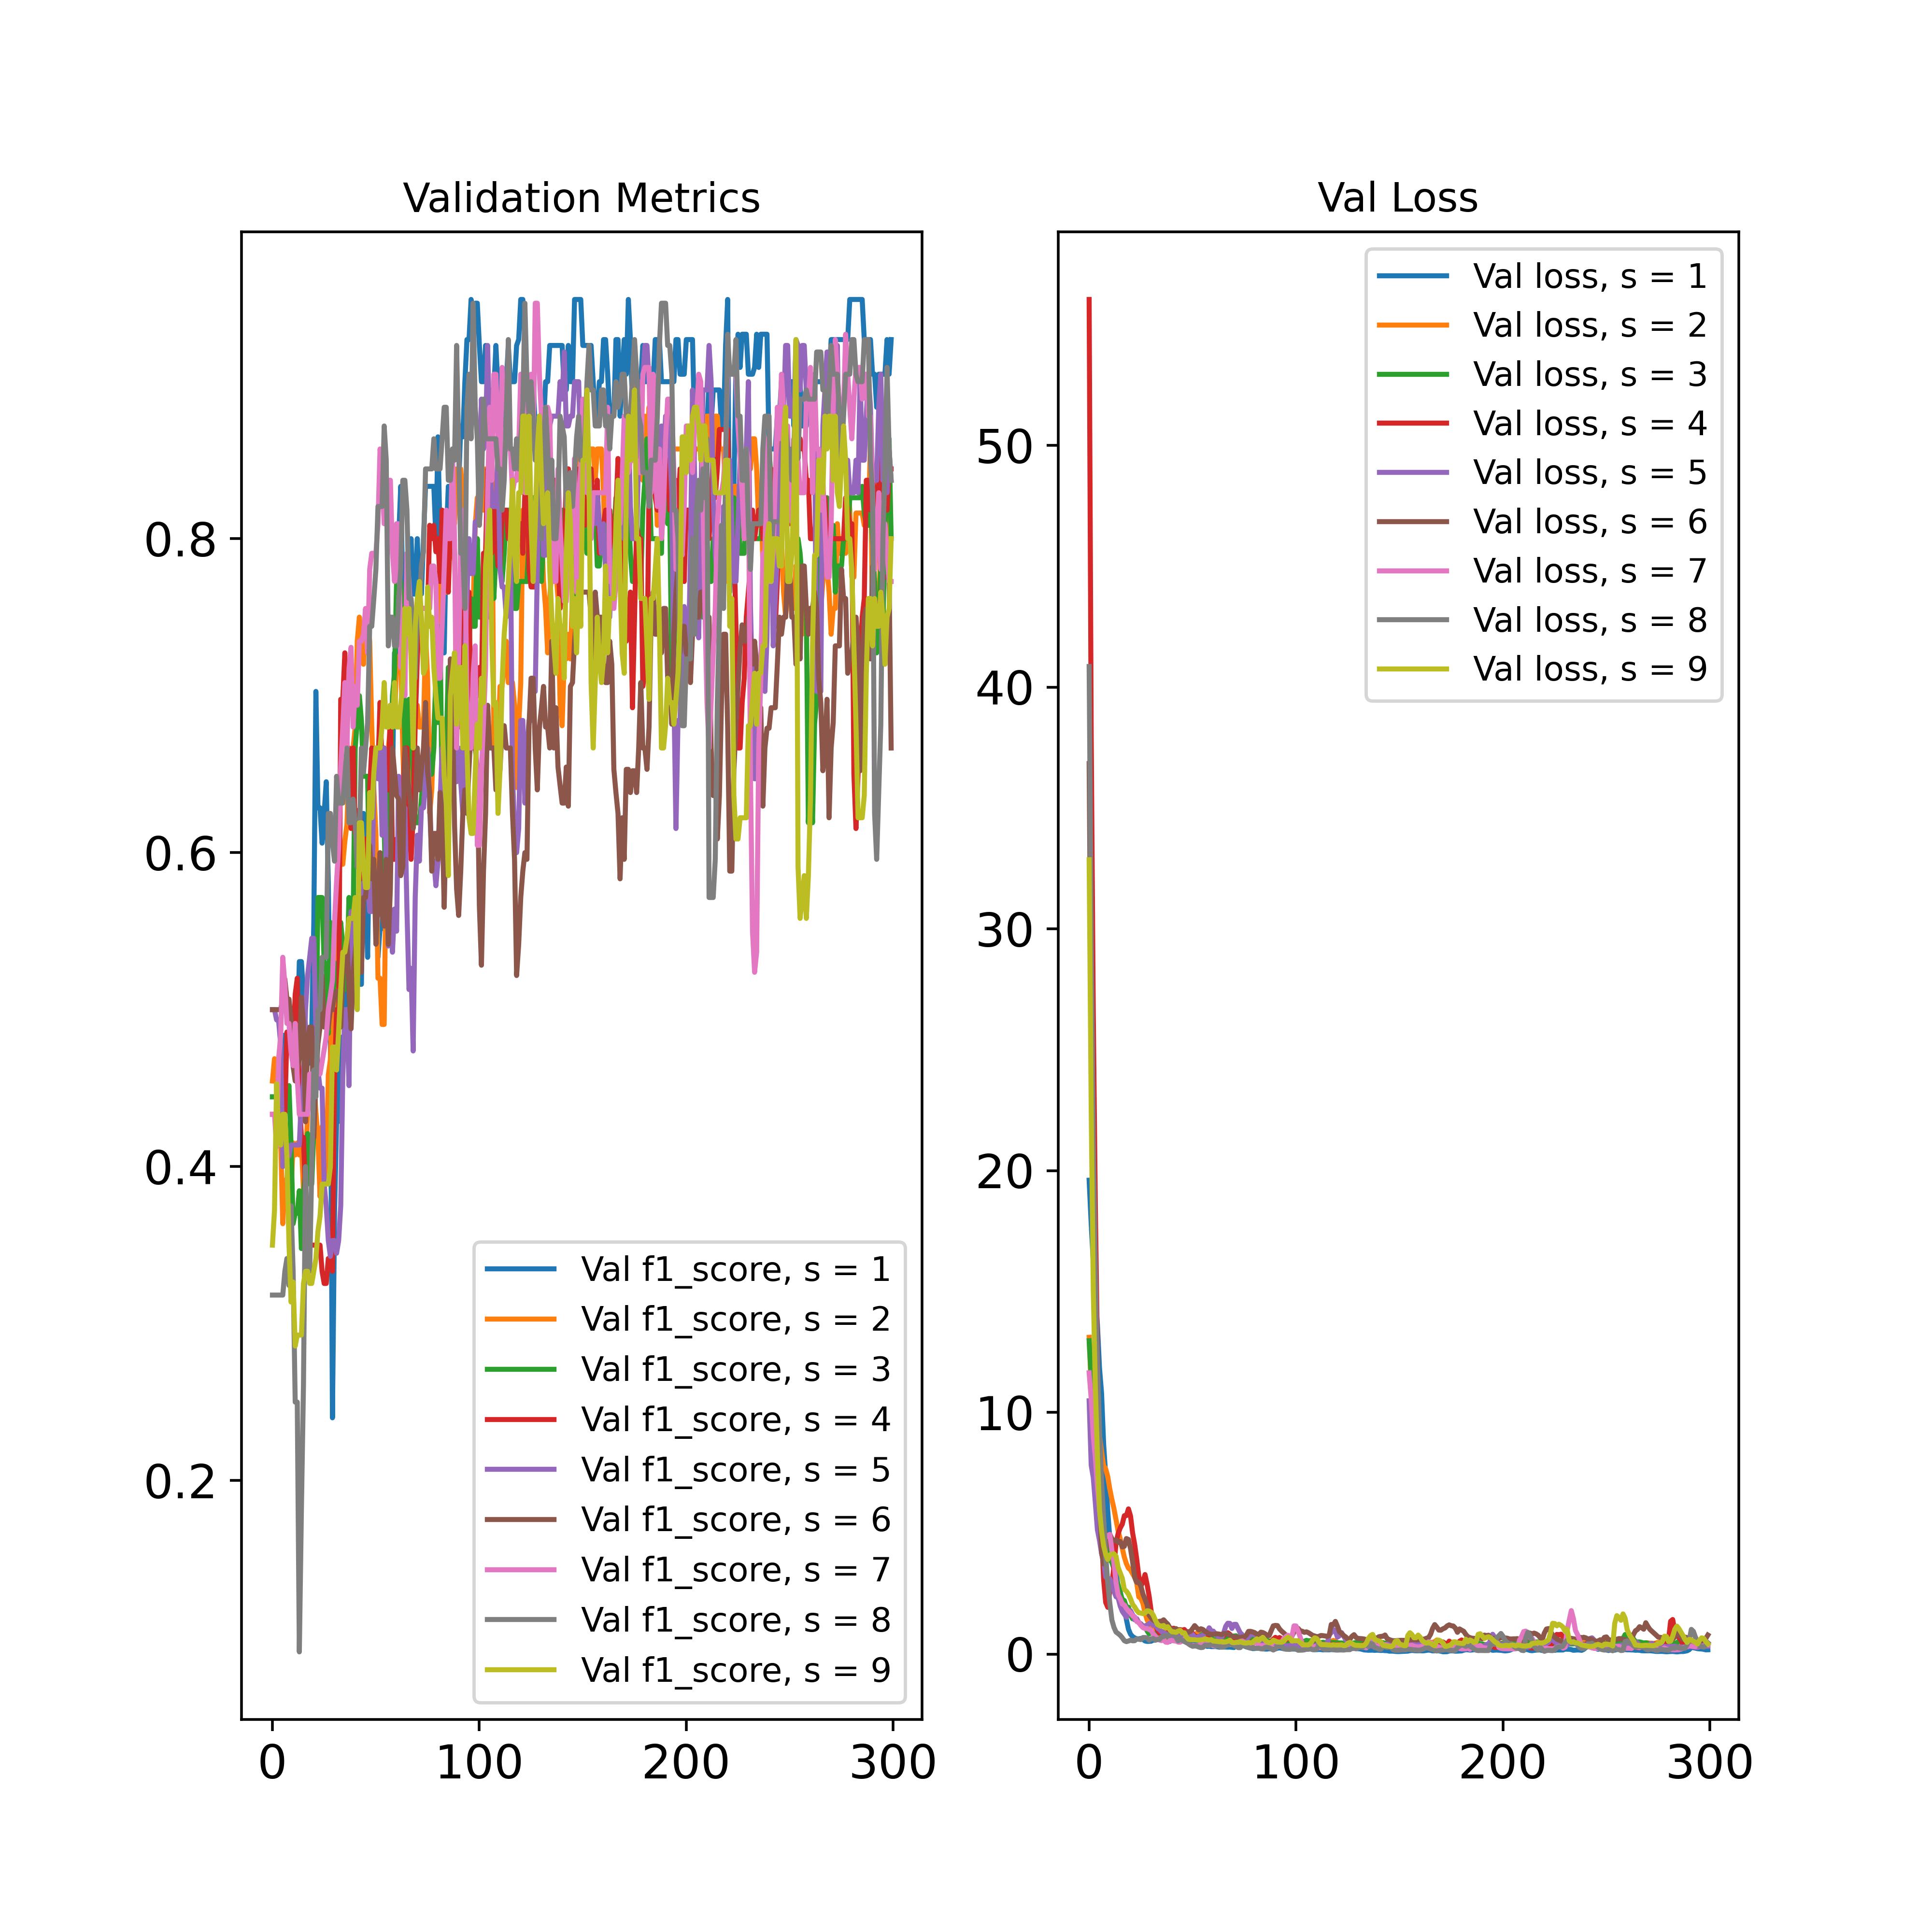 Validation Metrics
0.8
0.6
0.4
0.2
0 100 200 300
Val f1_score, s = 1
Val f1_score, s = 2
Val f1_score, s = 3
Val f1_score, s = 4
Val f1_score, s = 5
Val f1_score, s = 6
Val f1_score, s = 7
Val f1_score, s = 8
Val f1_score, s = 9
Val Loss
50
40
30
20
10
0
0 100 200 300
Val loss, s = 1
Val loss, s = 2
Val loss, s = 3
Val loss, s = 4
Val loss, s = 5
Val loss, s = 6
Val loss, s = 7
Val loss, s = 8
Val loss, s = 9